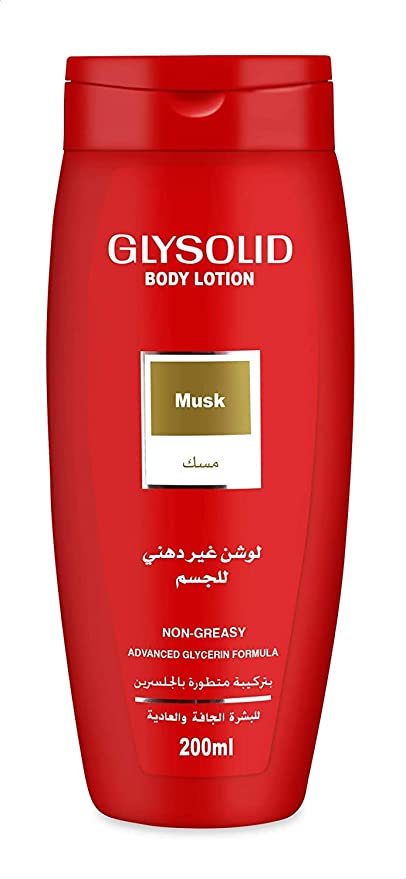 GLYSOLID
BODY LOTION
Musk
مسك
لوشن غير دهني
للجسم
NON-GREASY
ADVANCED GLYCERIN FORMULA
بتركيبة متطورة بالجلسرين
للبشرة الجافة والعادية
200ml